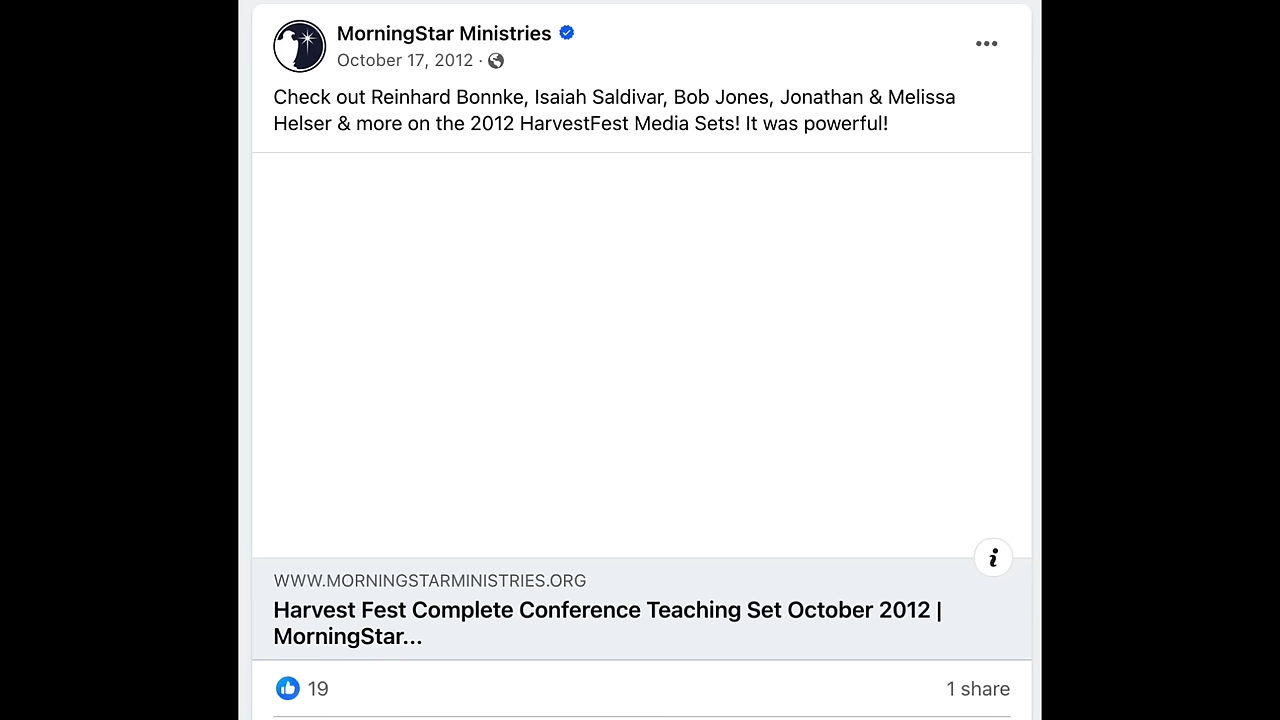 MorningStar Ministries
October 17, 2012 ·
Check out Reinhard Bonnke, Isaiah Saldivar, Bob Jones, Jonathan & Melissa
Helser & more on the 2012 HarvestFest Media Sets! It was powerful!
i
WWW.MORNINGSTARMINISTRIES.ORG
Harvest Fest Complete Conference Teaching Set October 2012 |
MorningStar...
19
1 share